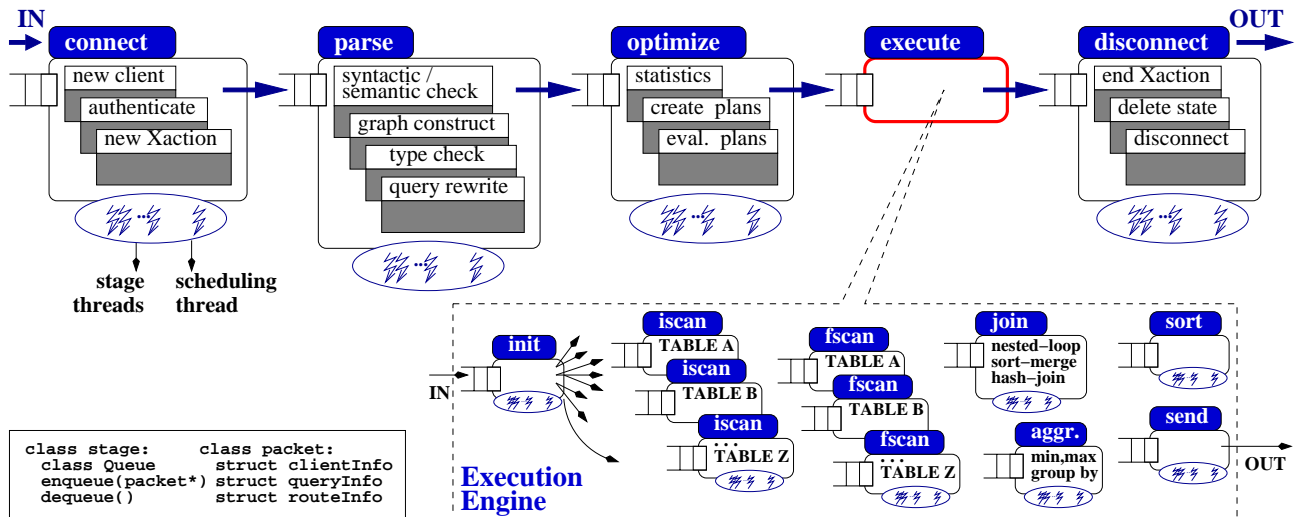 IN
OUT
connect
new client
authenticate
new Xaction
stage
threads
scheduling
thread
parse
syntactic /
semantic check
graph construct
type check
query rewrite
optimize
statistics
create plans
eval. plans
execute
disconnect
end Xaction
delete state
disconnect
IN
init
iscan
TABLE A
iscan
TABLE B
iscan
...
TABLE Z
fscan
TABLE A
fscan
TABLE B
fscan
...
TABLE Z
join
nested−loop
sort−merge
hash−join
aggr.
min,max
group by
sort
send
OUT
Execution
Engine
class stage: class packet:
class Queue struct clientInfo
enqueue(packet*) struct queryInfo
dequeue() struct routeInfo